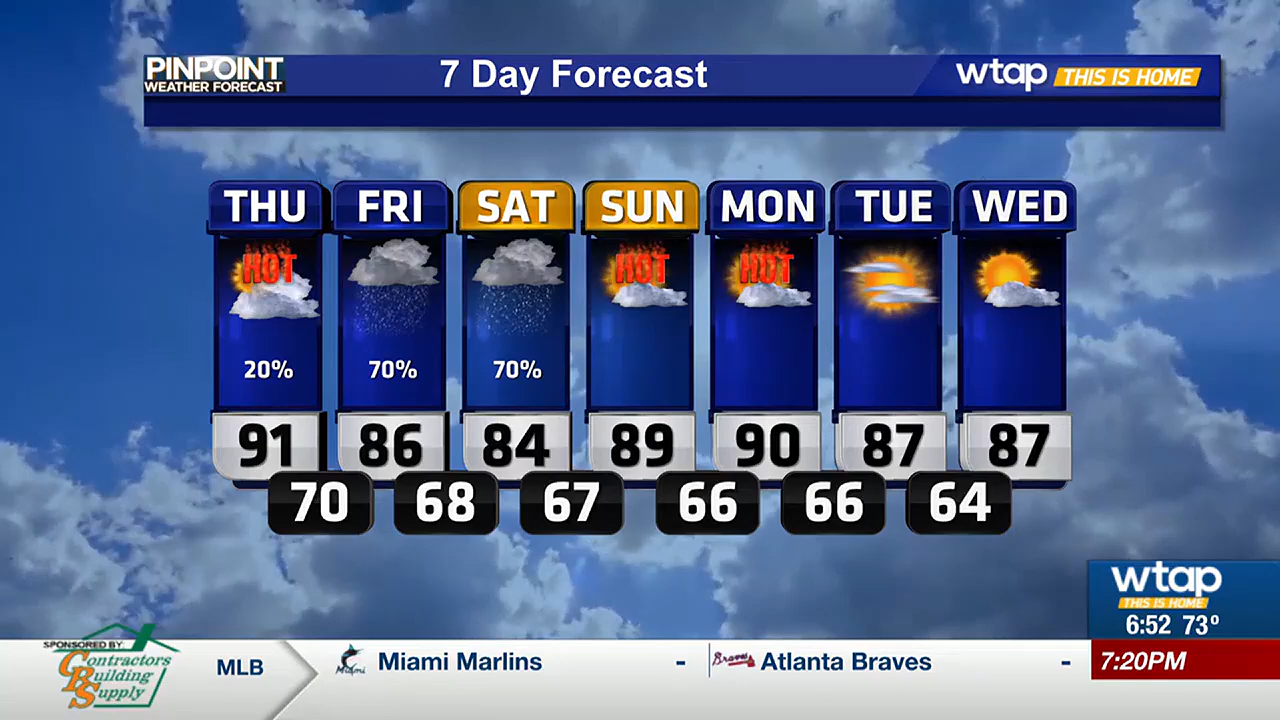 PINPOINT
WEATHER FORECAST
7 Day Forecast
wtap THIS IS HOME
THU FRI SAT SUN MON TUE WED
HOT HOT HOT
20% 70% 70%
91 86 84 89 90 87 87
70 68 67 66 66 64
wtap
THIS IS HOME
6:52 73°
SPONSORED BY:
Contractors
Building
Supply
MLB
Miami
Miami Marlins -
Braves
Atlanta Braves -
7:20PM